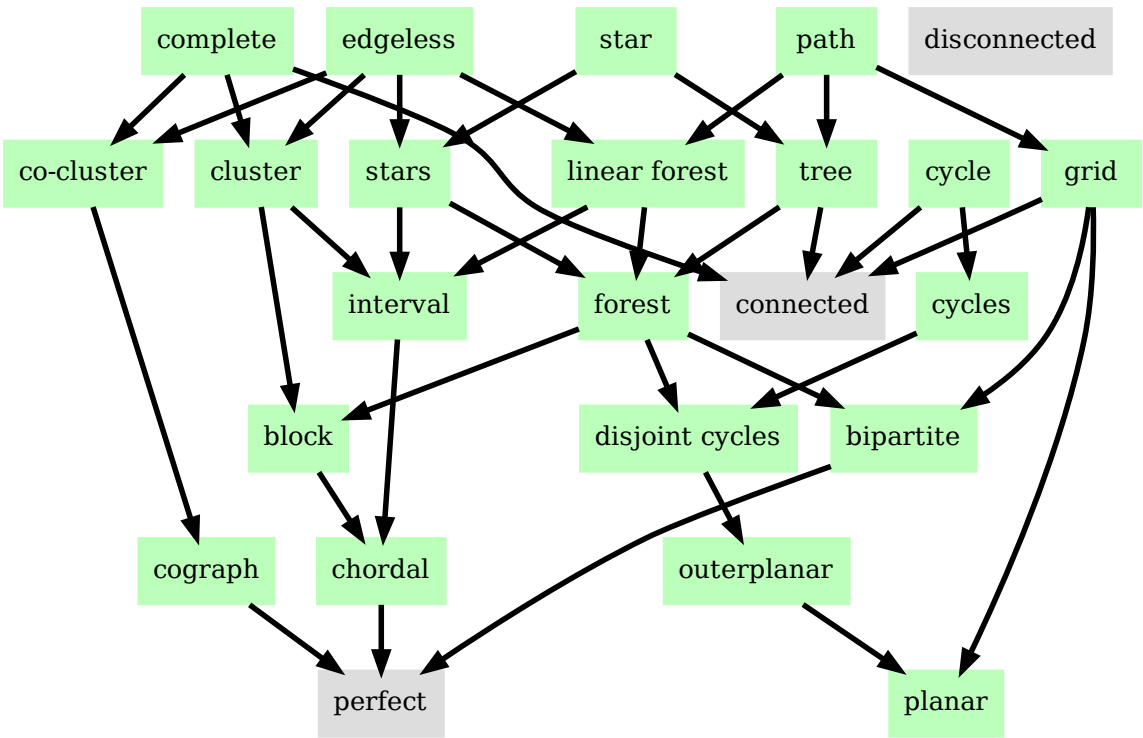 complete
edgeless
star
path
disconnected
co-cluster
cluster
stars
linear forest
tree
cycle
grid
interval
forest
connected
cycles
block
disjoint cycles
bipartite
cograph
chordal
outerplanar
perfect
planar